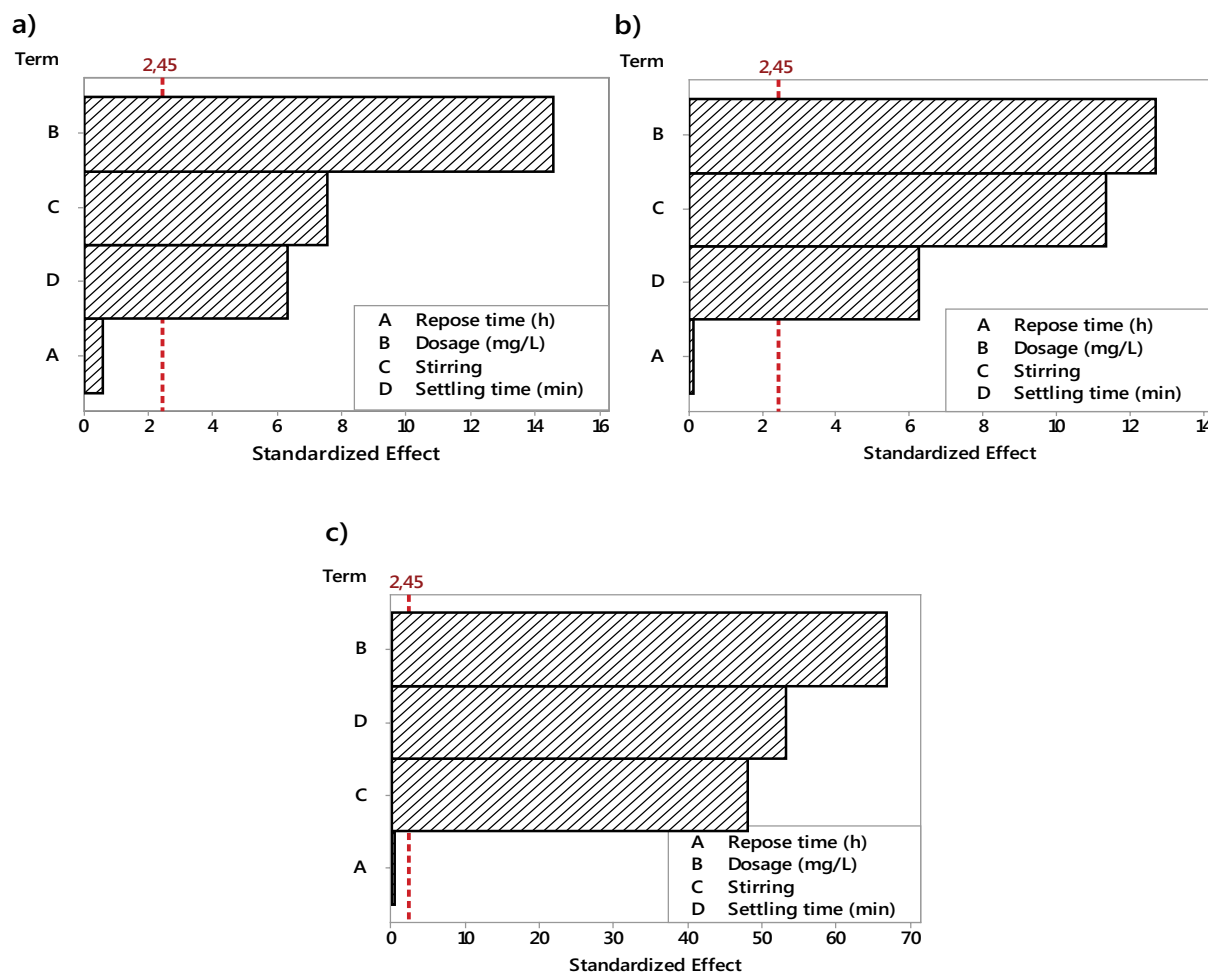 a)
Term
2,45
B
C
D
A
A Repose time (h)
B Dosage (mg/L)
C Stirring
D Settling time (min)
0 2 4 6 8 10 12 14 16
Standardized Effect
b)
Term
2,45
B
C
D
A
A Repose time (h)
B Dosage (mg/L)
C Stirring
D Settling time (min)
0 2 4 6 8 10 12 14
Standardized Effect
c)
Term
2,45
B
D
C
A
A Repose time (h)
B Dosage (mg/L)
C Stirring
D Settling time (min)
0 10 20 30 40 50 60 70
Standardized Effect